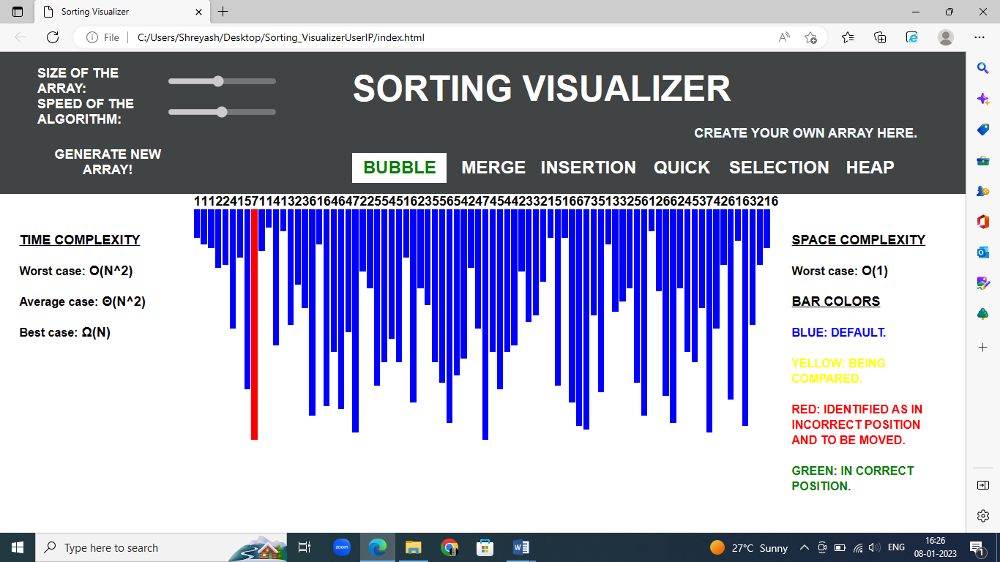 Sorting Visualizer
File
C:/Users/Shreyash/Desktop/Sorting_VisualizerUserIP/index.html
SIZE OF THE
ARRAY:
SPEED OF THE
ALGORITHM:
SORTING VISUALIZER
CREATE YOUR OWN ARRAY HERE.
GENERATE NEW
ARRAY!
BUBBLE MERGE INSERTION QUICK SELECTION HEAP
111224157114132361646472255451623556542474544233215166735133256126624537426163216
TIME COMPLEXITY
Worst case: O(N^2)
Average case: Θ(N^2)
Best case: Ω(N)
SPACE COMPLEXITY
Worst case: O(1)
BAR COLORS
BLUE: DEFAULT.
YELLOW: BEING
COMPARED.
RED: IDENTIFIED AS IN
INCORRECT POSITION
AND TO BE MOVED.
GREEN: IN CORRECT
POSITION.
Type here to search
zoom
27°C Sunny
ENG
16:26
08-01-2023
1